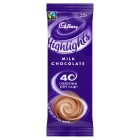 Cadbury
highlights
MILK
CHOCOLATE
40
calories
per cup